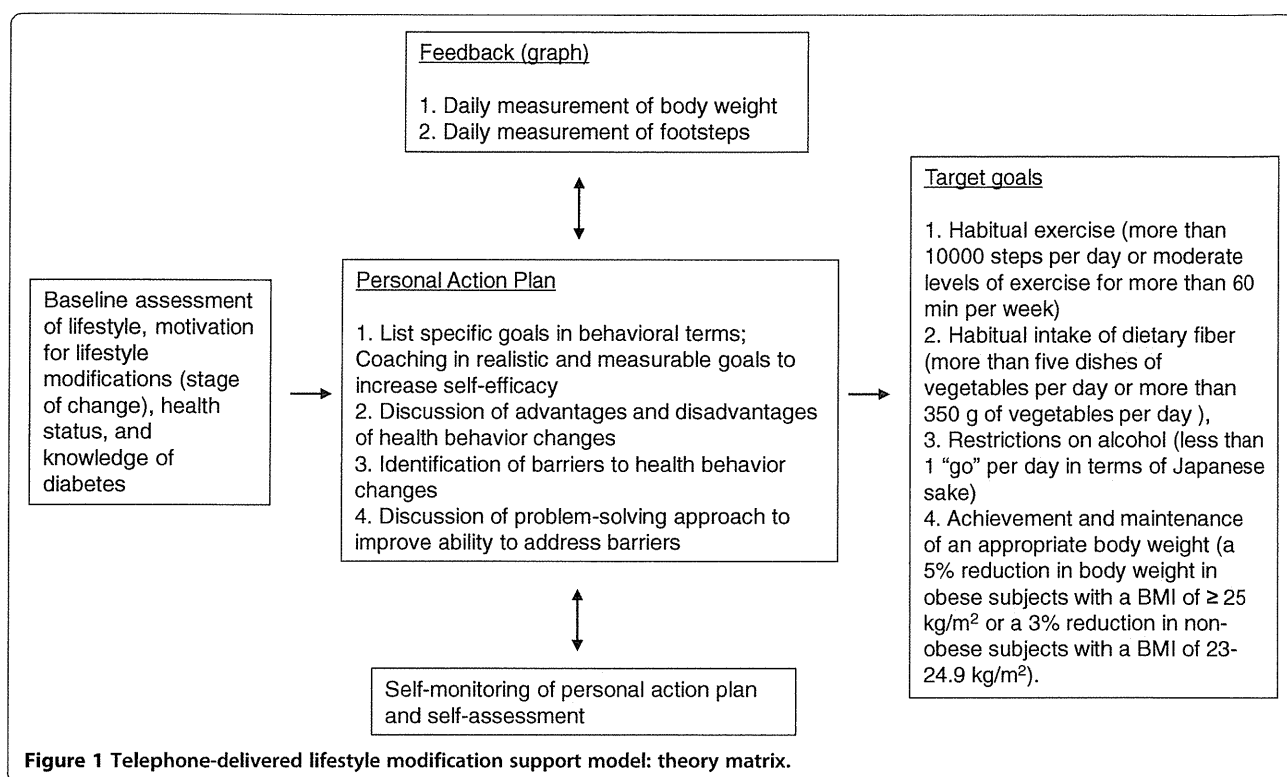 Feedback (graph)
1. Daily measurement of body weight
2. Daily measurement of footsteps
Baseline assessment
of lifestyle, motivation
for lifestyle
modifications (stage
of change), health
status, and
knowledge of
diabetes
Personal Action Plan
1. List specific goals in behavioral terms;
Coaching in realistic and measurable goals to
increase self-efficacy
2. Discussion of advantages and disadvantages
of health behavior changes
3. Identification of barriers to health behavior
changes
4. Discussion of problem-solving approach to
improve ability to address barriers
Target goals
1. Habitual exercise (more than
10000 steps per day or moderate
levels of exercise for more than 60
min per week)
2. Habitual intake of dietary fiber
(more than five dishes of
vegetables per day or more than
350 g of vegetables per day ),
3. Restrictions on alcohol (less than
1 “go” per day in terms of Japanese
sake)
4. Achievement and maintenance
of an appropriate body weight (a
5% reduction in body weight in
obese subjects with a BMI of ≥ 25
kg/m² or a 3% reduction in non-
obese subjects with a BMI of 23-
24.9 kg/m²).
Self-monitoring of personal action plan
and self-assessment
Figure 1 Telephone-delivered lifestyle modification support model: theory matrix.